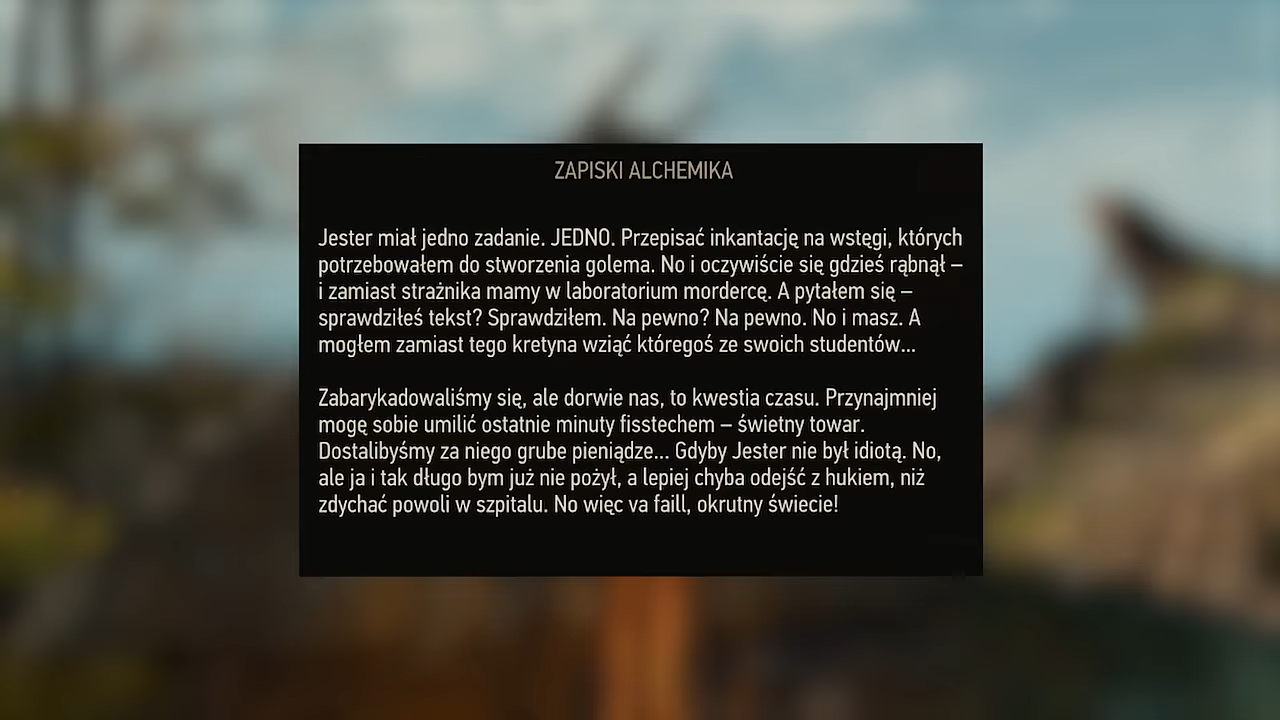 ZAPISKI ALCHEMIKA
Jester miał jedno zadanie. JEDNO. Przepisać inkantację na wstęgi, których
potrzebowałem do stworzenia golema. No i oczywiście się gdzieś rąbnął –
i zamiast strażnika mamy w laboratorium mordercę. A pytałem się –
sprawdziłeś tekst? Sprawdziłem. Na pewno? Na pewno. No i masz. A
mogłem zamiast tego kretyna wziąć któregoś ze swoich studentów...
Zabarykadowaliśmy się, ale dorwie nas, to kwestia czasu. Przynajmniej
mogę sobie umilić ostatnie minuty fisstechem – świetny towar.
Dostalibyśmy za niego grube pieniądze... Gdyby Jester nie był idiotą. No,
ale ja i tak długo bym już nie pożył, a lepiej chyba odejść z hukiem, niż
zdychać powoli w szpitalu. No więc va faill, okrutny świecie!